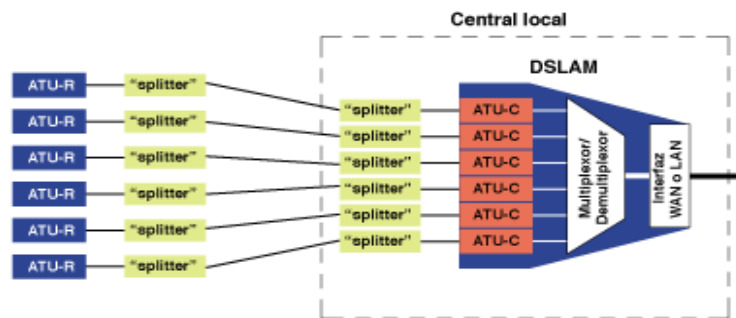 Central local
DSLAM
ATU-R "splitter" "splitter" ATU-C
ATU-R "splitter" "splitter" ATU-C
ATU-R "splitter" "splitter" ATU-C
ATU-R "splitter" "splitter" ATU-C
ATU-R "splitter" "splitter" ATU-C
ATU-R "splitter" "splitter" ATU-C
Multiplexor/
Demultiplexor
Interfaz
WAN o LAN